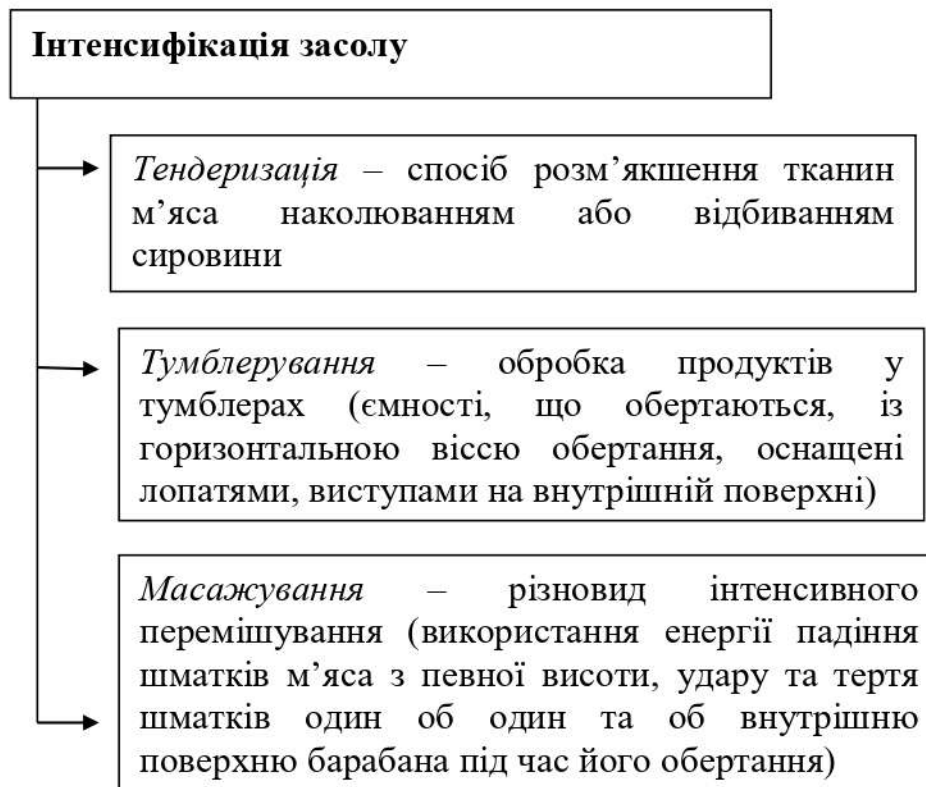 Інтенсифікація засолу
Тендеризація – спосіб розм’якшення тканин
м’яса наколюванням або відбиванням
сировини
Тумблерування – обробка продуктів у
тумблерах (ємності, що обертаються, із
горизонтальною віссю обертання, оснащені
лопатями, виступами на внутрішній поверхні)
Масажування – різновид інтенсивного
перемішування (використання енергії падіння
шматків м’яса з певної висоти, удару та тертя
шматків один об один та об внутрішню
поверхню барабана під час його обертання)